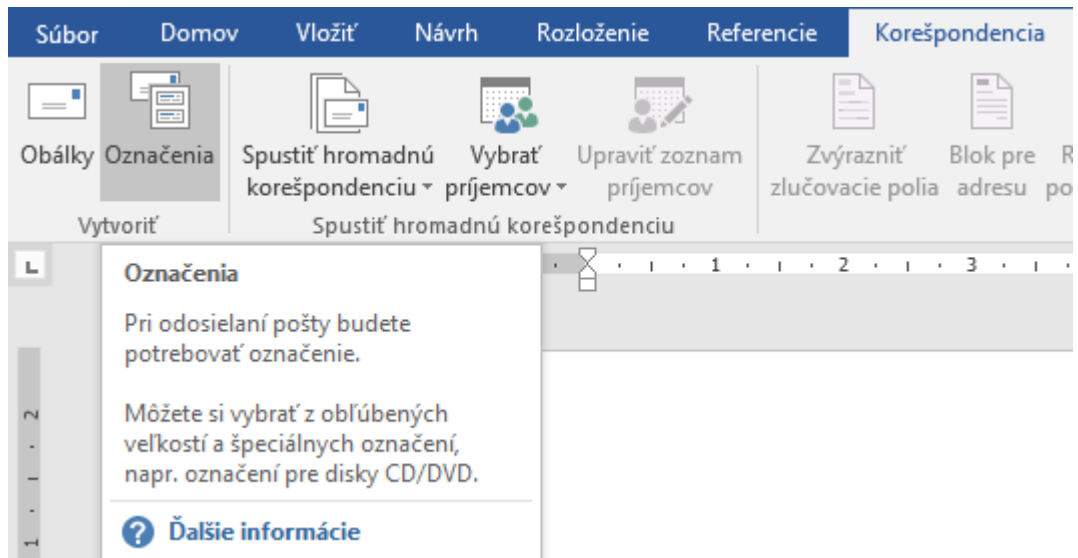 Súbor Domov Vložiť Návrh Rozloženie Referencie Korešpondencia
Obálky Označenia Spustiť hromadnú Vybrať Upraviť zoznam Zvýrazniť Blok pre
korešpondenciu príjemcov príjemcov zlučovacie polia adresu
Vytvoriť Spustiť hromadnú korešpondenciu
L 1 2 3
Označenia
Pri odosielaní pošty budete
potrebovať označenie.
Môžete si vybrať z obľúbených
veľkostí a špeciálnych označení,
napr. označení pre disky CD/DVD.
Ďalšie informácie
2
1